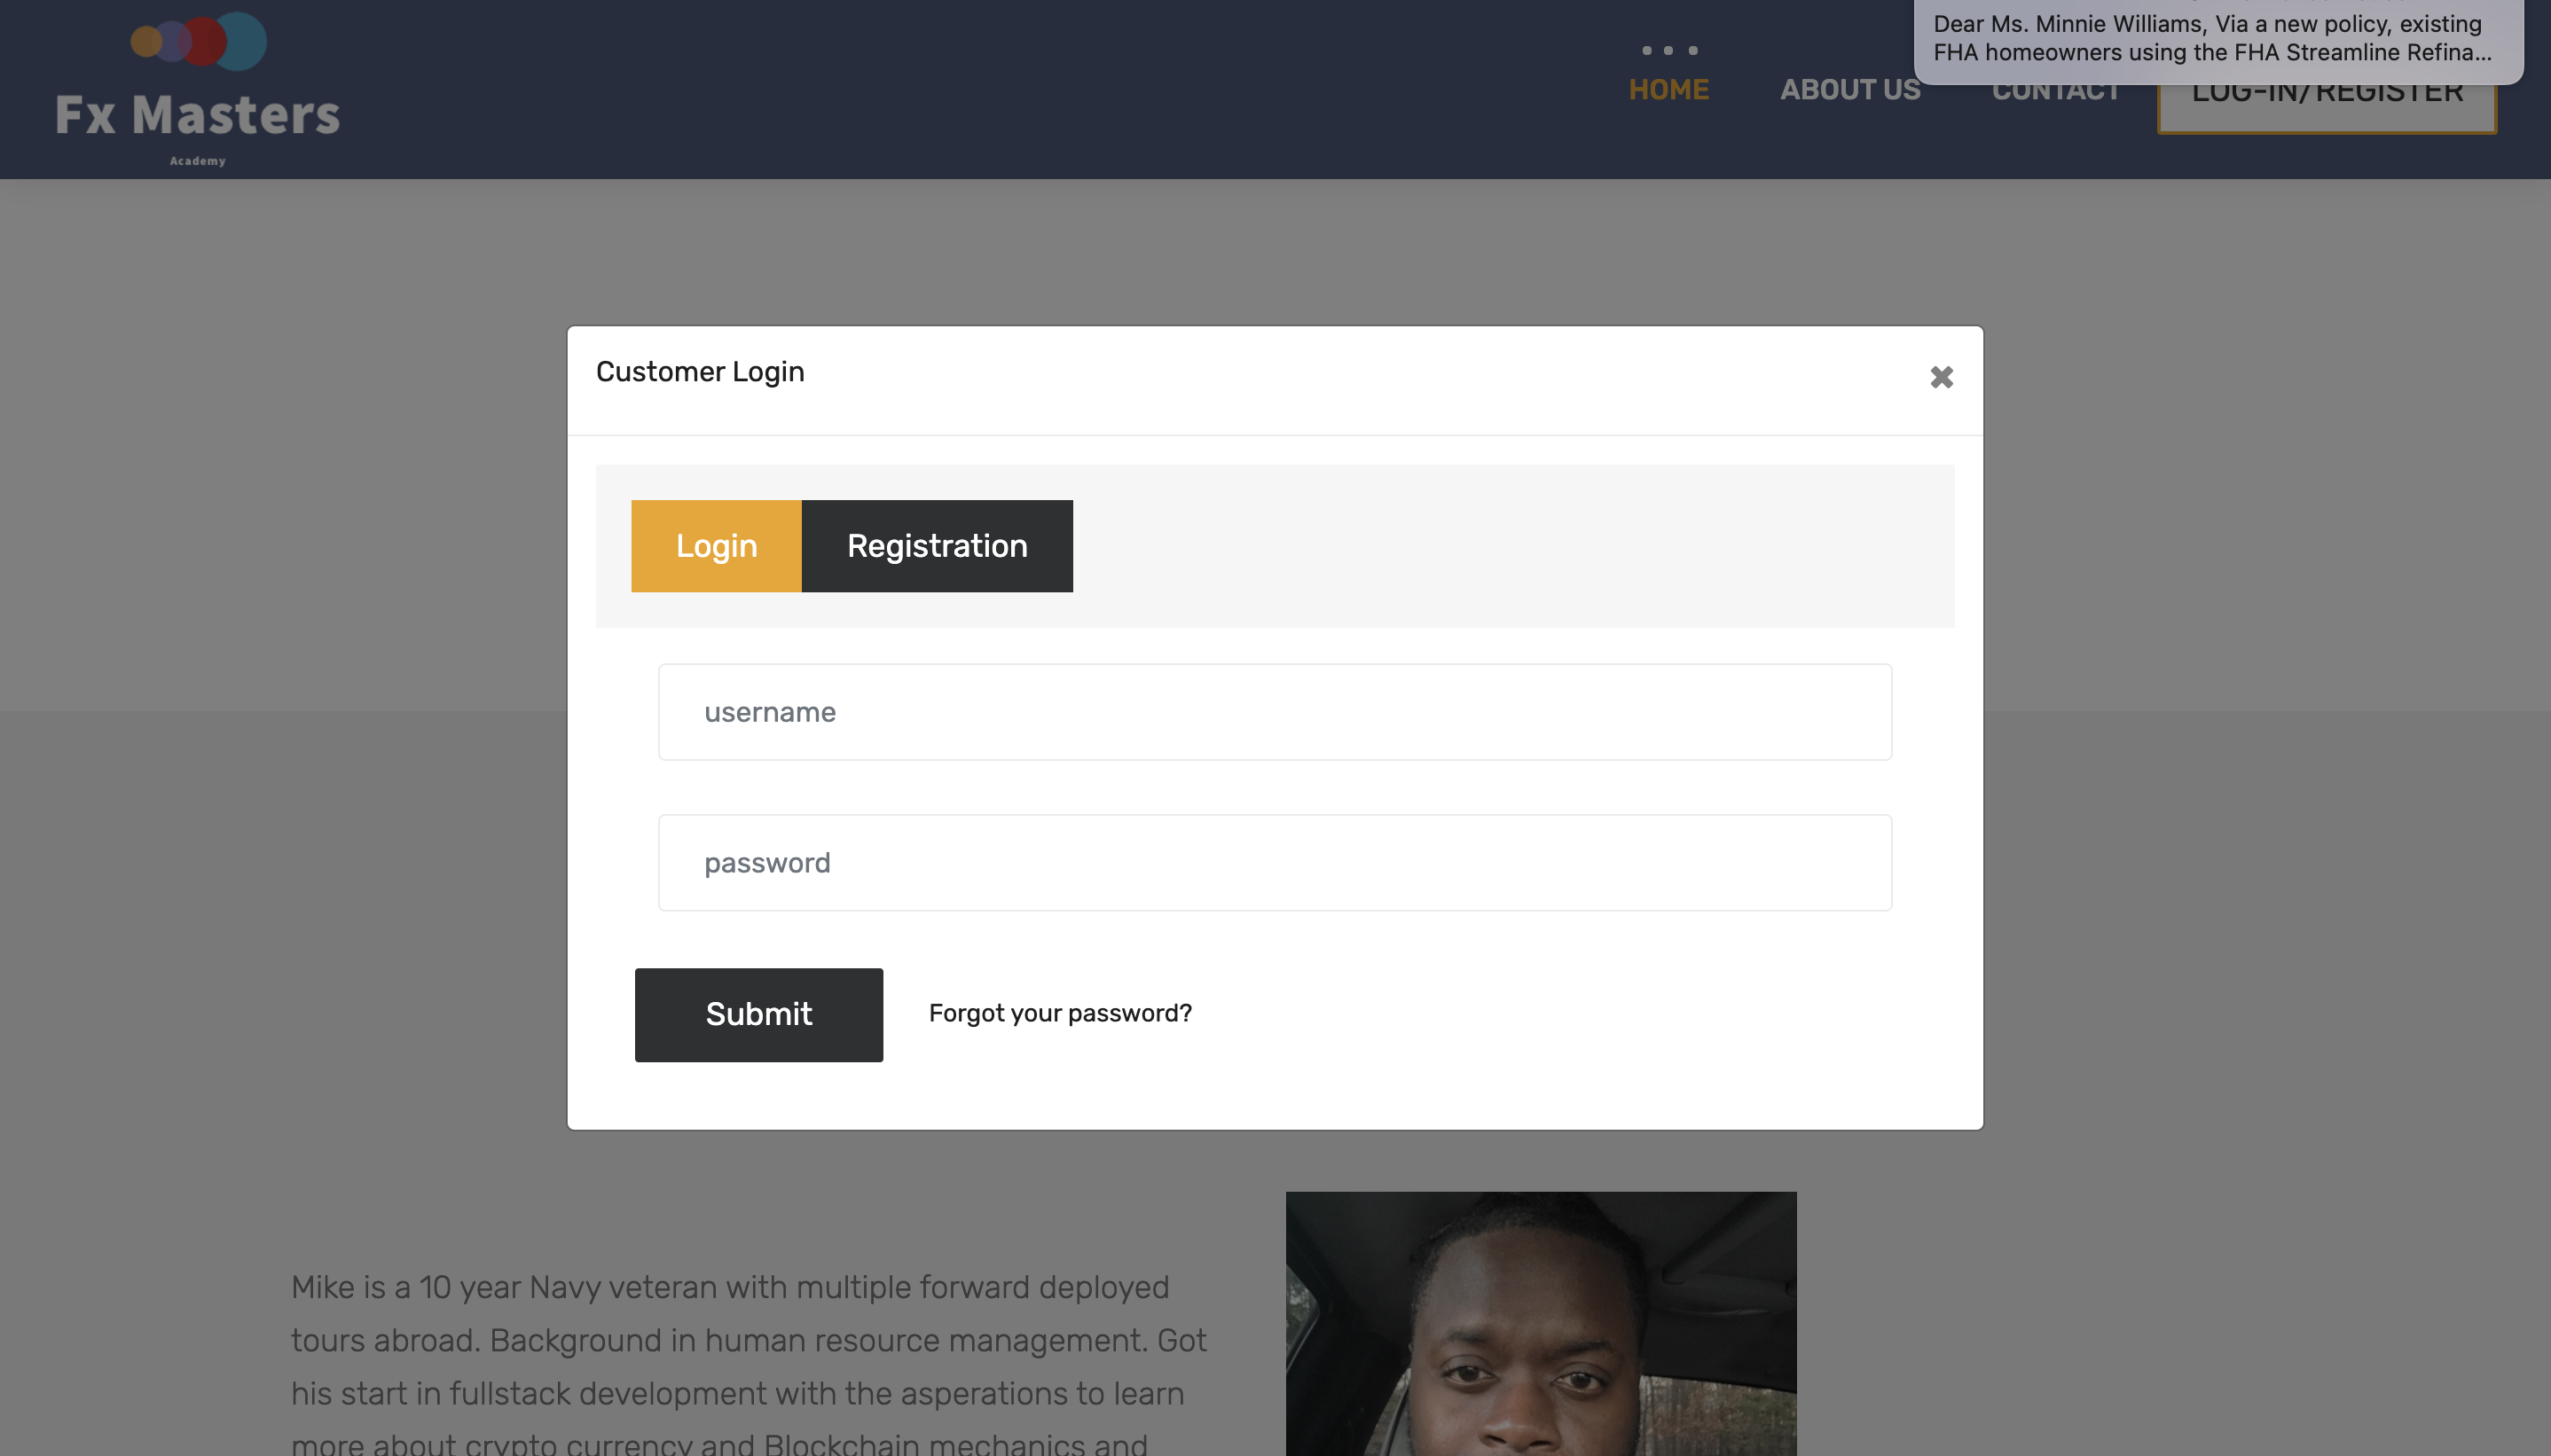 Fx Masters
Academy
HOME
ABOUT US
CONTACT
LOG-IN/REGISTER
Dear Ms. Minnie Williams, Via a new policy, existing
FHA homeowners using the FHA Streamline Refina...
Customer Login
Login
Registration
username
password
Submit
Forgot your password?
Mike is a 10 year Navy veteran with multiple forward deployed
tours abroad. Background in human resource management. Got
his start in fullstack development with the asperations to learn
more about crypto currency and Blockchain mechanics and